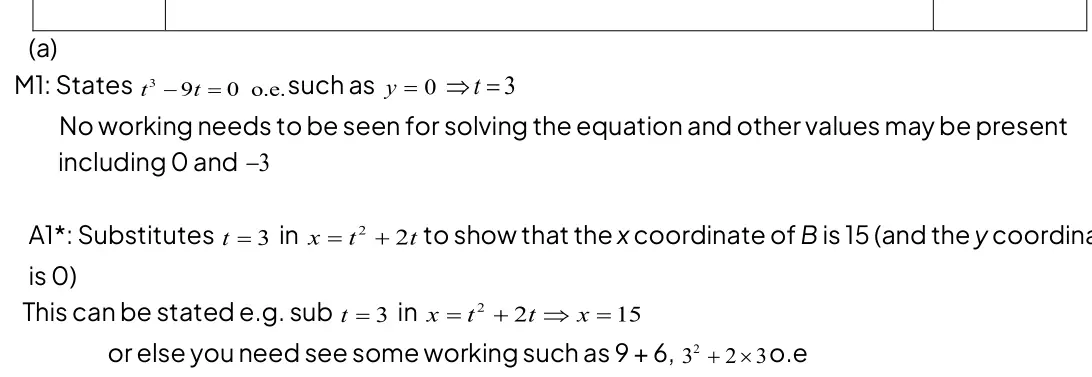 (a)
M1: States t³ – 9t = 0 o.e. such as y = 0 ⇒ t = 3
No working needs to be seen for solving the equation and other values may be present
including 0 and –3
A1*: Substitutes t = 3 in x = t² + 2t to show that the x coordinate of B is 15 (and the y coordina
is 0)
This can be stated e.g. sub t = 3 in x = t² + 2t ⇒ x = 15
or else you need see some working such as 9 + 6, 3² + 2 × 3 o.e